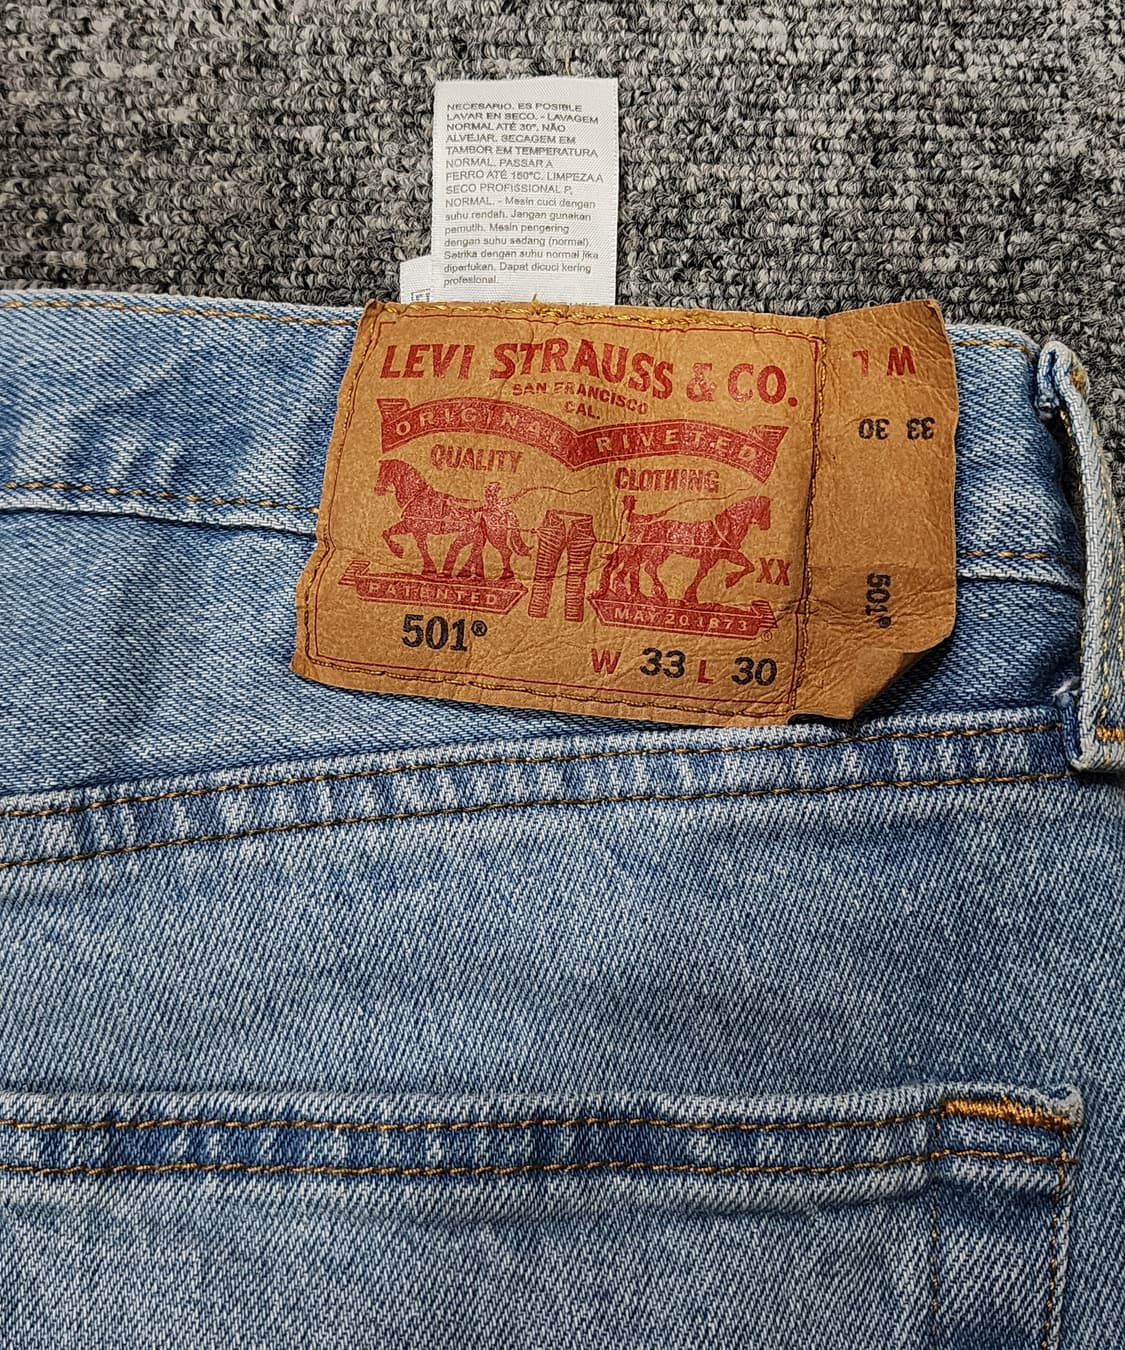 NECESARIO. ES POSIBLE
LAVAR EN SECO. - LAVAGEM
NORMAL ATÉ 30°. NÃO
ALVEJAR. SECAGEM EM
TAMBOR EM TEMPERATURA
NORMAL. PASSAR A
FERRO ATÉ 150°C. LIMPEZA A
SECO PROFISSIONAL P,
NORMAL. - Mesin cuci dengan
suhu rendah. Jangan gunakan
pemutih. Mesin pengering
dengan suhu sedang (normal).
Setrika dengan suhu normal jika
diperlukan. Dapat dicuci kering
profesional.
LEVI STRAUSS & CO.
SAN FRANCISCO
CAL.
ORIGINAL RIVETED
QUALITY CLOTHING
XX
PATENTED MAY 20 1873 ®
501®
W 33 L 30
W L
33 30
501®